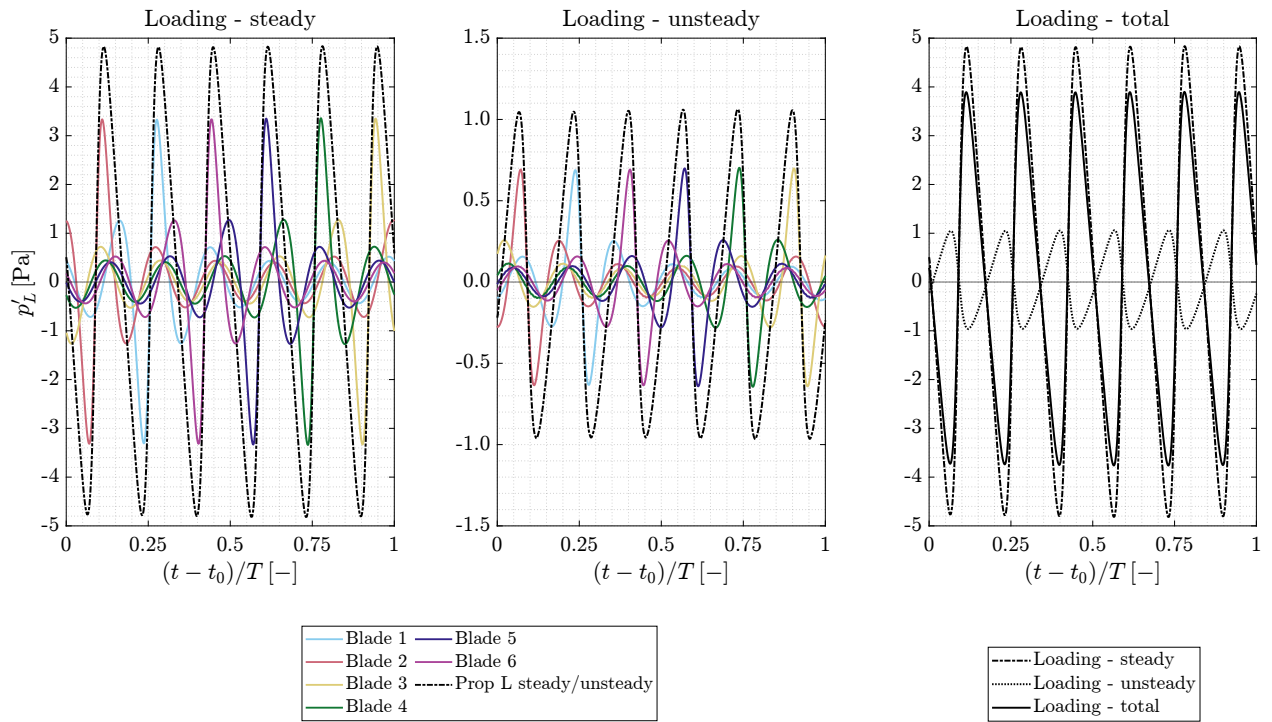 Loading - steady
Loading - unsteady
Loading - total
5
4
3
2
1
0
-1
-2
-3
-4
-5
p′_L [Pa]
0 0.25 0.5 0.75 1
(t − t₀)/T [−]
1.5
1.0
0.5
0.0
-0.5
-1.0
-1.5
0 0.25 0.5 0.75 1
(t − t₀)/T [−]
5
4
3
2
1
0
-1
-2
-3
-4
-5
0 0.25 0.5 0.75 1
(t − t₀)/T [−]
Blade 1
Blade 2
Blade 3
Blade 4
Blade 5
Blade 6
Prop L steady/unsteady
Loading - steady
Loading - unsteady
Loading - total